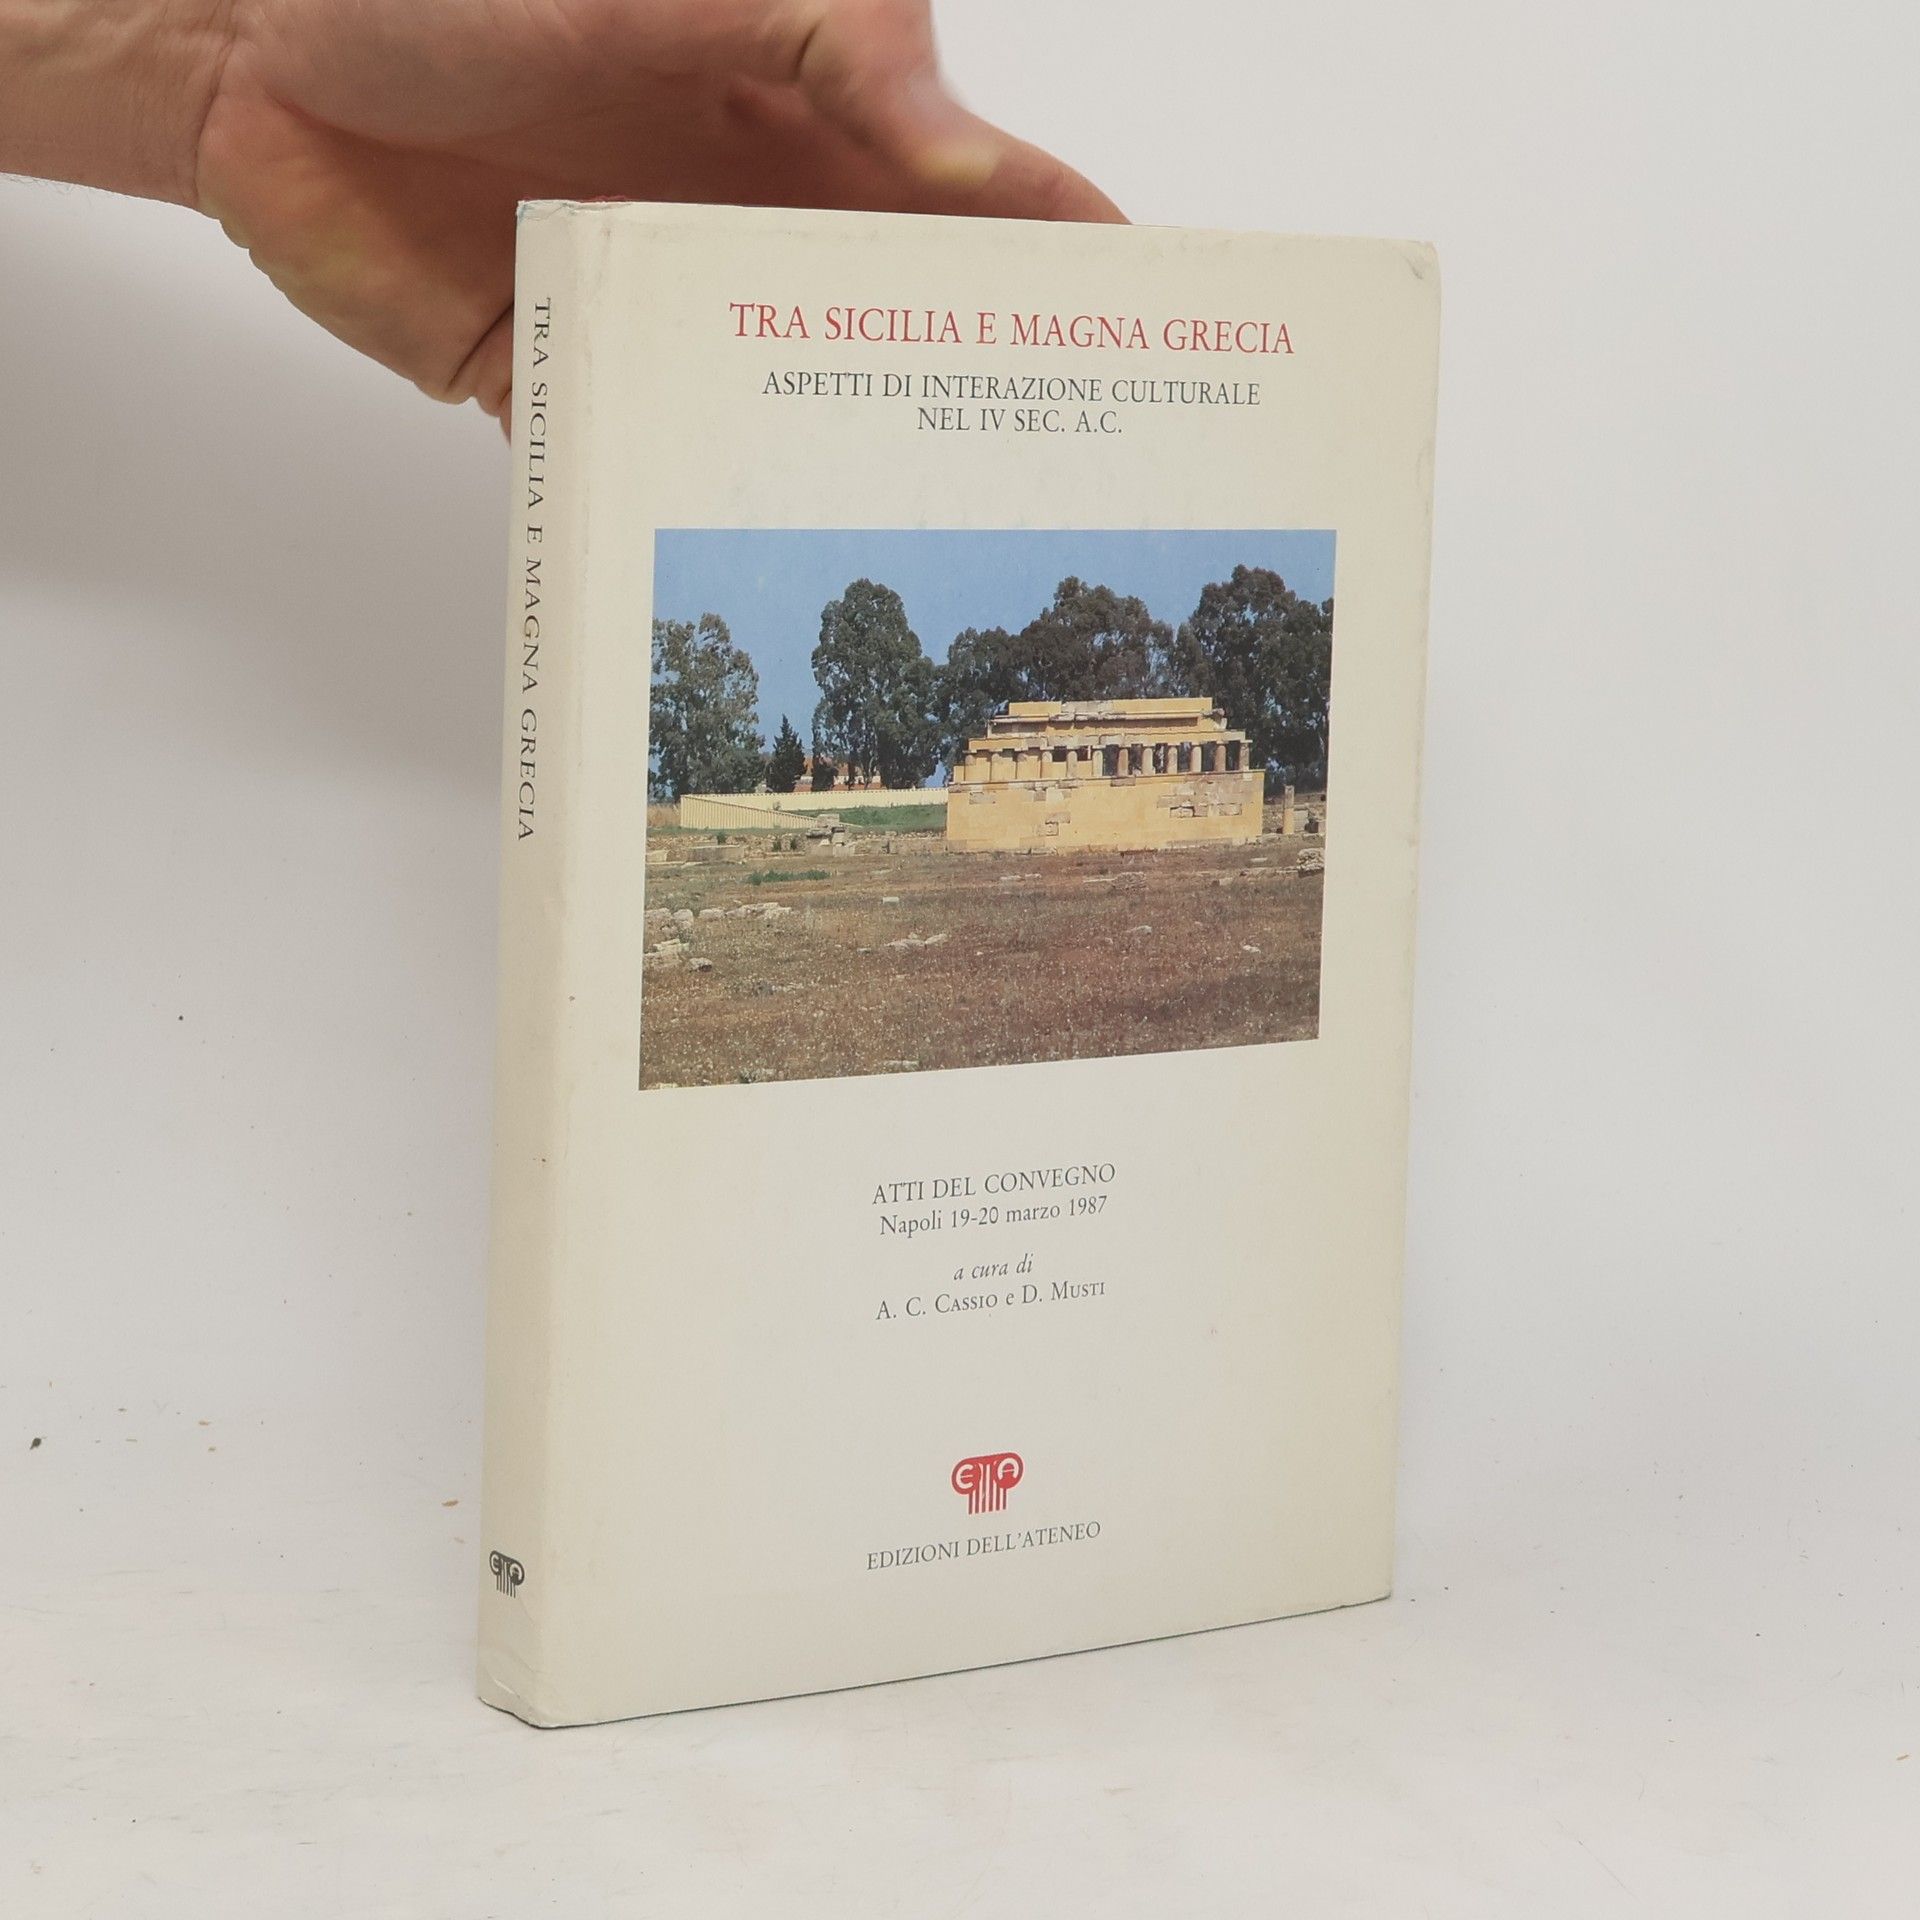 TRA SICILIA E MAGNA GRECIA
TRA SICILIA E MAGNA GRECIA
ASPETTI DI INTERAZIONE CULTURALE
NEL IV SEC. A.C.
ATTI DEL CONVEGNO
Napoli 19-20 marzo 1987
a cura di
A. C. CASSIO e D. MUSTI
E A
EDIZIONI DELL'ATENEO
E A